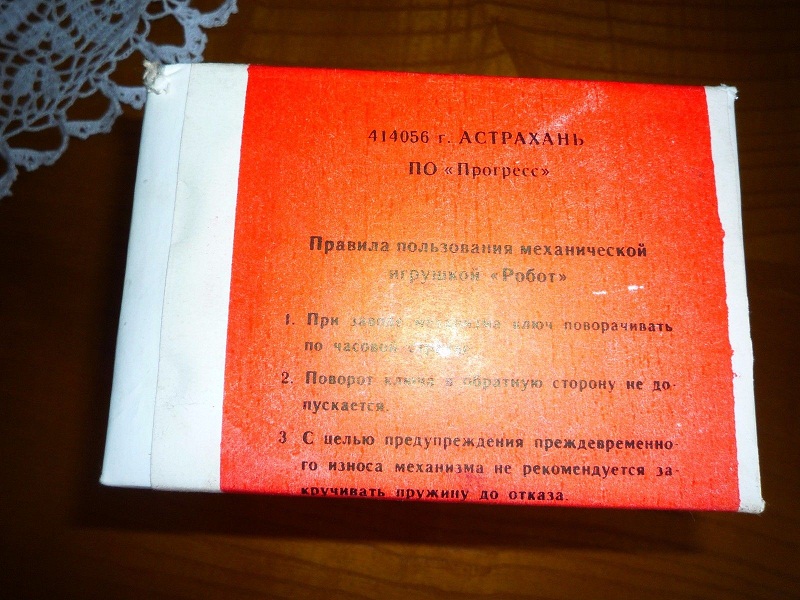 414056 г. АСТРАХАНЬ
ПО «Прогресс»
Правила пользования механической
игрушкой «Робот»
1. При заводе механизма ключ поворачивать
по часовой стрелке.
2. Поворот ключа в обратную сторону не до-
пускается.
3 С целью предупреждения преждевременно-
го износа механизма не рекомендуется за-
кручивать пружину до отказа.